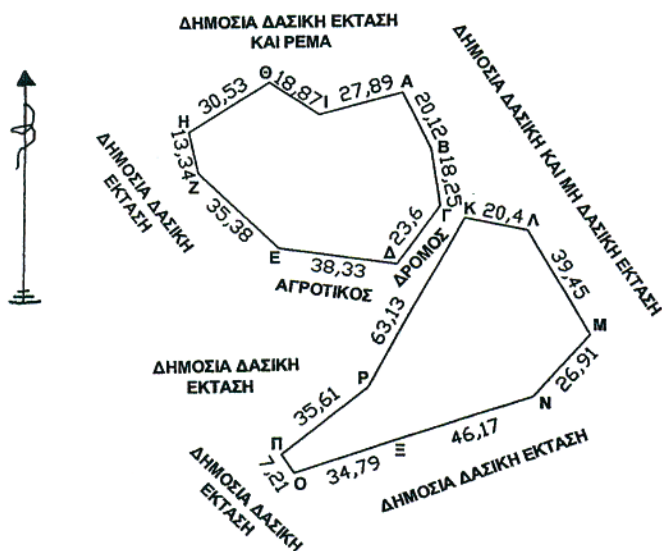 ΔΗΜΟΣΙΑ ΔΑΣΙΚΗ ΕΚΤΑΣΗ
ΚΑΙ ΡΕΜΑ
ΔΗΜΟΣΙΑ ΔΑΣΙΚΗ ΚΑΙ ΜΗ ΔΑΣΙΚΗ ΕΚΤΑΣΗ
Θ
18,87
Ι
27,89
Α
30,53
20,12
Η
13,34
Β
18,25
Ζ
ΔΗΜΟΣΙΑ ΔΑΣΙΚΗ
ΕΚΤΑΣΗ
35,38
Γ
23,6
Κ
20,4
Λ
Ε
38,33
Δ
ΑΓΡΟΤΙΚΟΣ
ΔΡΟΜΟΣ
39,45
63,13
Μ
ΔΗΜΟΣΙΑ ΔΑΣΙΚΗ
ΕΚΤΑΣΗ
Ρ
26,91
35,61
Ν
Π
7,21
Ο
34,79
Ξ
46,17
ΔΗΜΟΣΙΑ ΔΑΣΙΚΗ ΕΚΤΑΣΗ
ΔΗΜΟΣΙΑ ΔΑΣΙΚΗ
ΕΚΤΑΣΗ